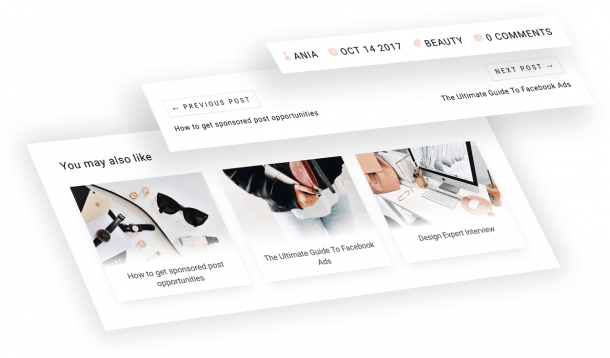 ANIA OCT 14 2017 BEAUTY 0 COMMENTS
← PREVIOUS POST
NEXT POST →
How to get sponsored post opportunities
The Ultimate Guide To Facebook Ads
You may also like
How to get sponsored post
opportunities
The Ultimate Guide To Facebook
Ads
Design Expert Interview